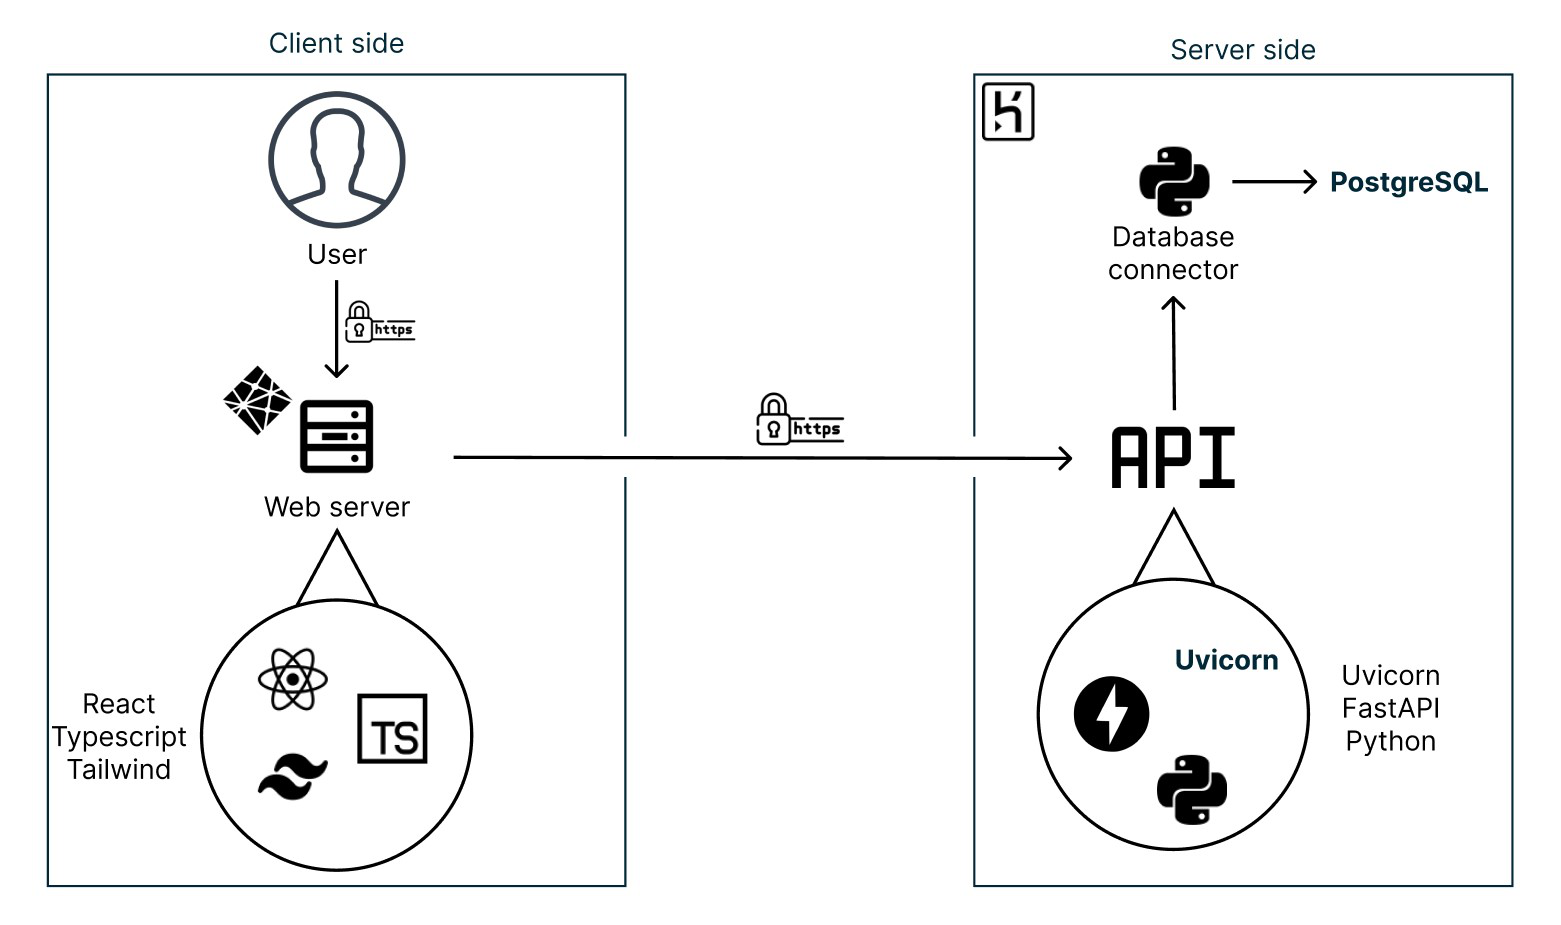 Client side
Server side
User
https
Web server
React
Typescript
Tailwind
TS
https
Database
connector
PostgreSQL
API
Uvicorn
Uvicorn
FastAPI
Python